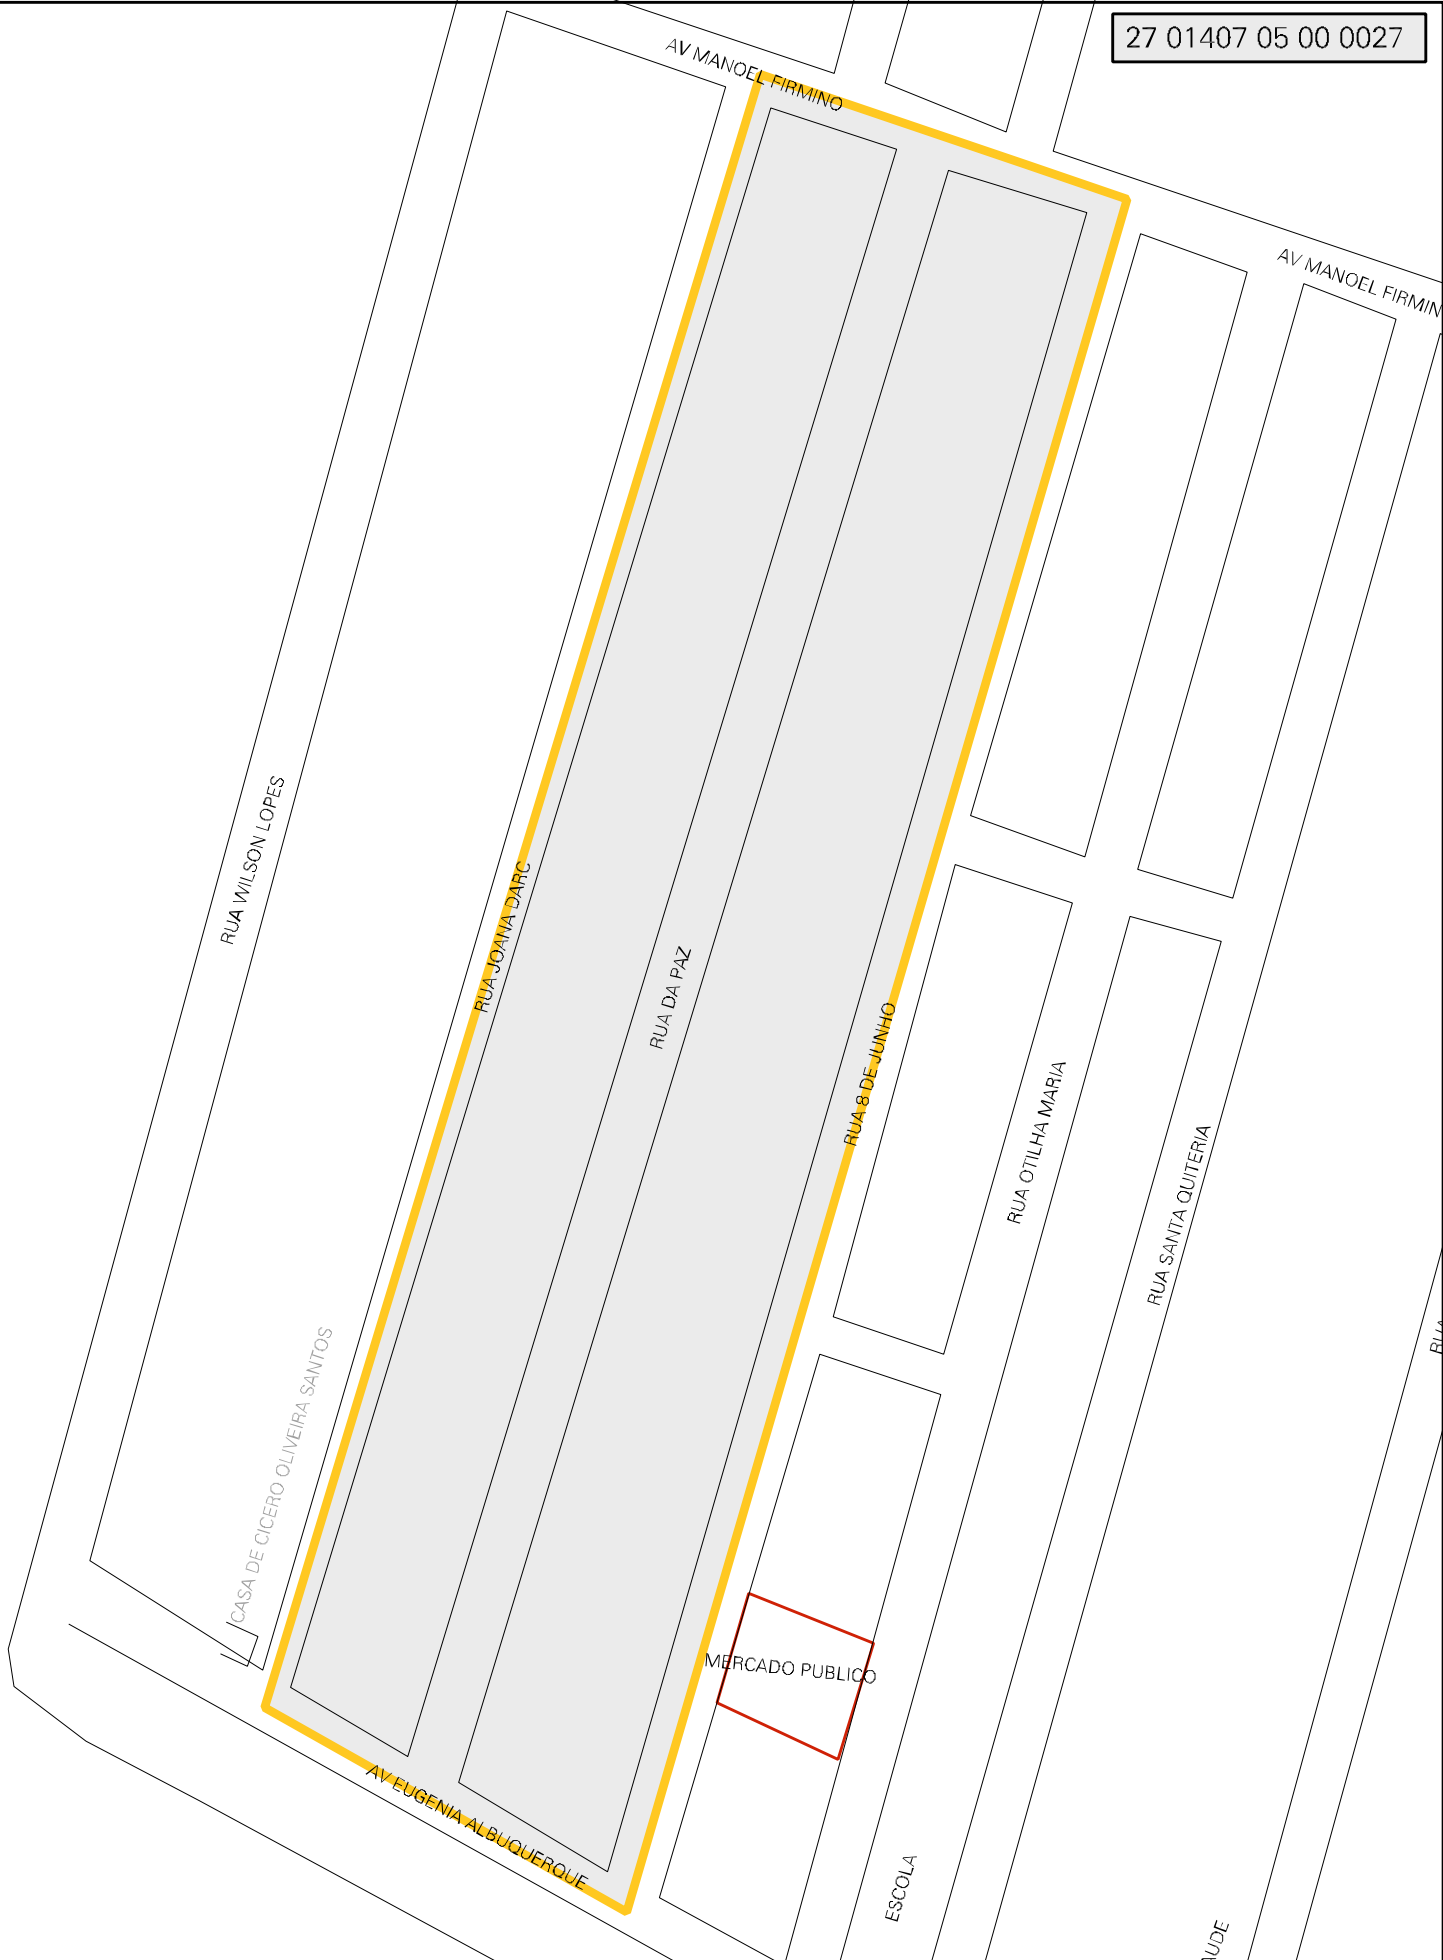 27 01407 05 00 0027
AV MANOEL FIRMINO
AV MANOEL FIRMIN
RUA WILSON LOPES
RUA JOANA DARC
RUA DA PAZ
RUA 8 DE JUNHO
RUA OTILHA MARIA
RUA SANTA QUITERIA
CASA DE CICERO OLIVEIRA SANTOS
MERCADO PUBLICO
AV EUGENIA ALBUQUERQUE
ESCOLA
AUDE